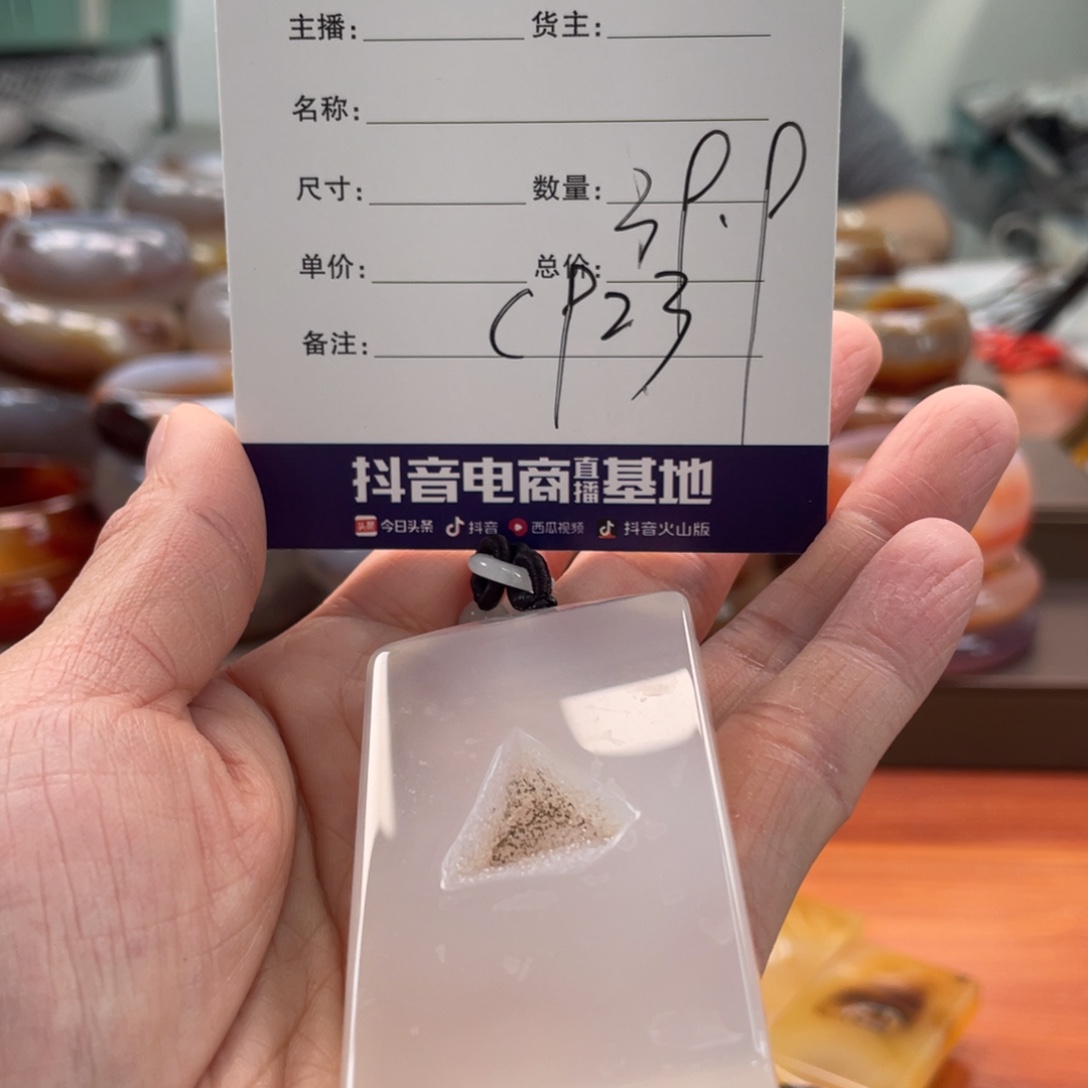 主播: 货主:
名称:
尺寸: 数量:
单价: 总价:
CP23
备注:
抖音电商直播基地
头条 今日头条 抖音 西瓜视频 抖音火山版